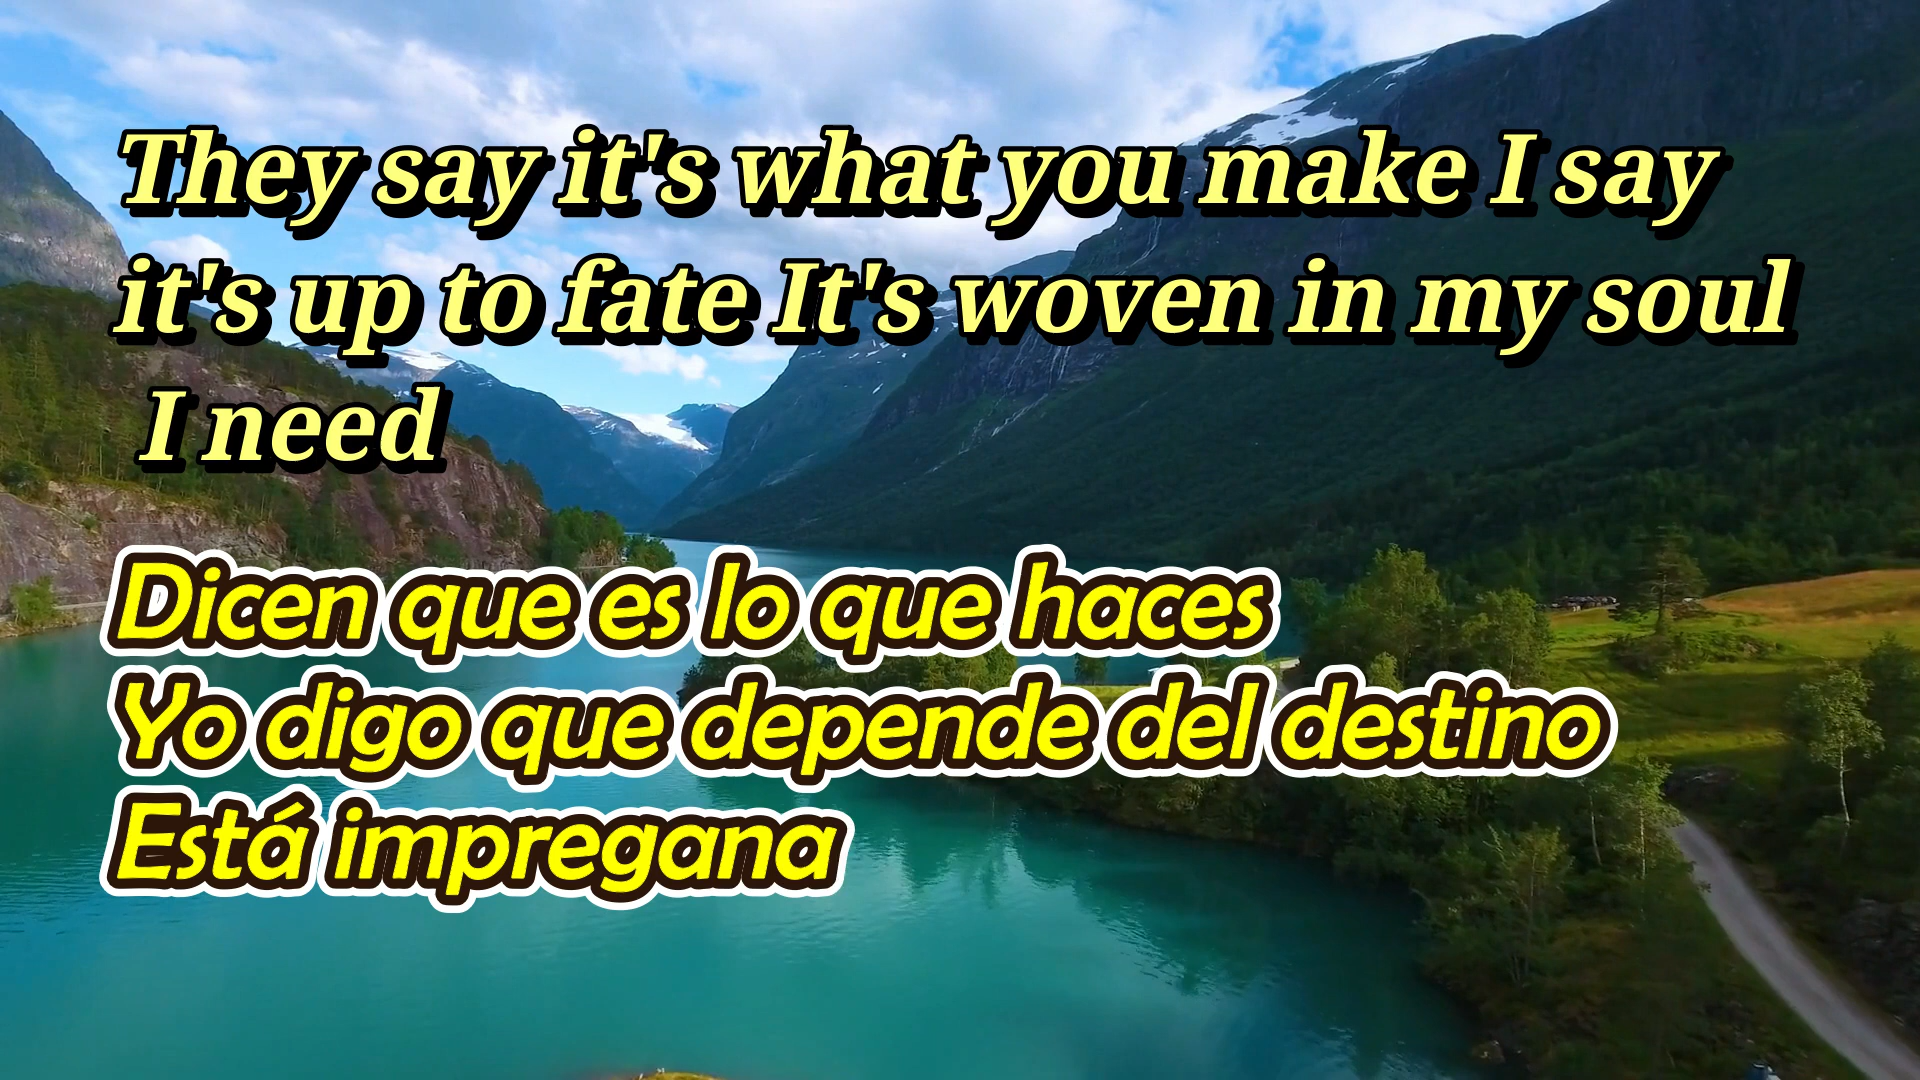 They say it's what you make I say
it's up to fate It's woven in my soul
I need
Dicen que es lo que haces
Yo digo que depende del destino
Está impregana